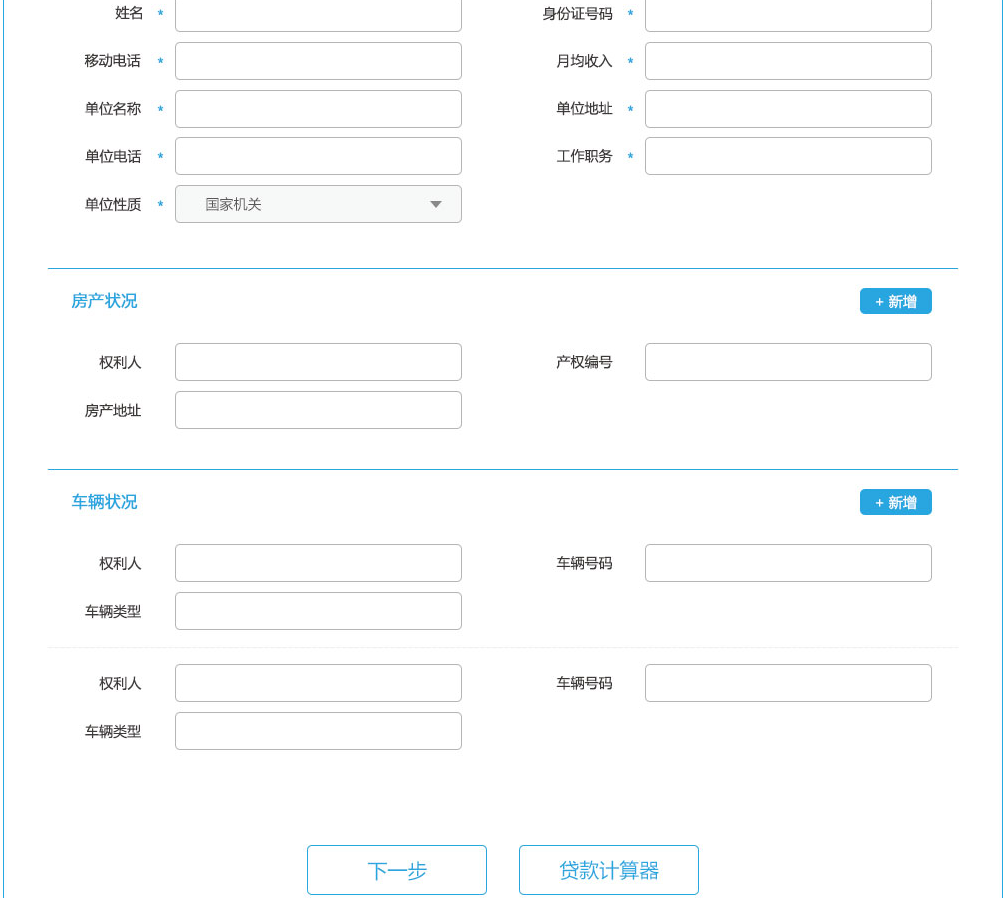 姓名 * 身份证号码 *
移动电话 * 月均收入 *
单位名称 * 单位地址 *
单位电话 * 工作职务 *
单位性质 * 国家机关
房产状况 + 新增
权利人 产权编号
房产地址
车辆状况 + 新增
权利人 车辆号码
车辆类型
权利人 车辆号码
车辆类型
下一步 贷款计算器